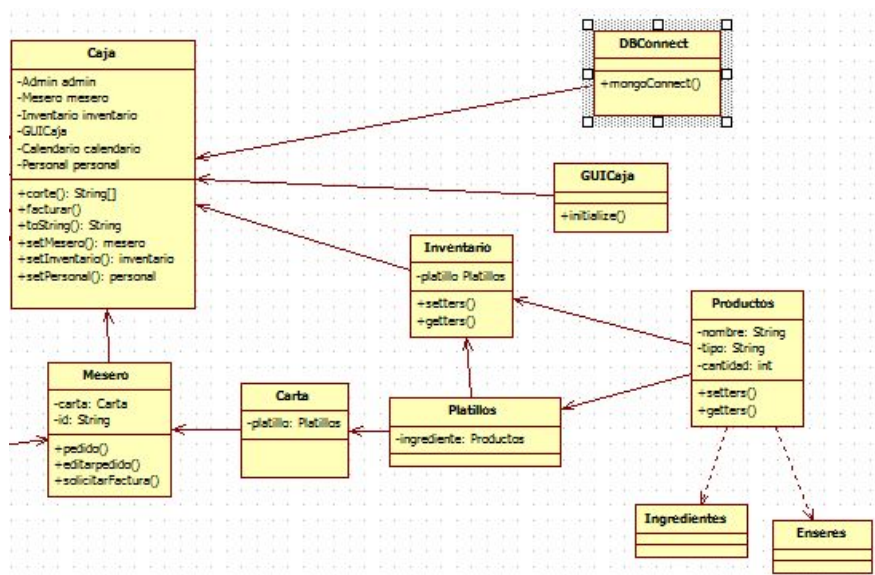 Caja
-Admin admin
-Mesero mesero
-Inventario inventario
-GUICaja
-Calendario calendario
-Personal personal
+corte(): String[]
+facturar()
+toString(): String
+setMesero(): mesero
+setInventario(): inventario
+setPersonal(): personal
DBConnect
+mongoConnect()
GUICaja
+initialize()
Inventario
-platillo Platillos
+setters()
+getters()
Productos
-nombre: String
-tipo: String
-cantidad: int
+setters()
+getters()
Mesero
-carta: Carta
-id: String
+pedido()
+editarpedido()
+solicitarFactura()
Carta
-platillo: Platillos
Platillos
-ingrediente: Productos
Ingredientes
Enseres